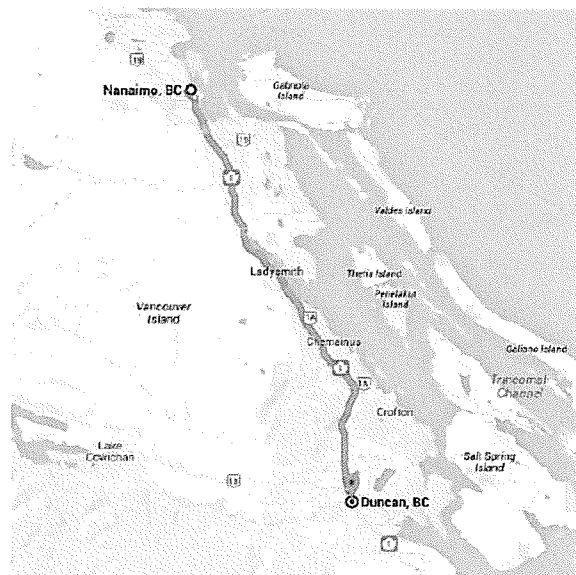 19
Gabriola
Island
Nanaimo, BC
19
1
Valdes Island
Ladysmith
Thetis Island
Penelakut
Island
Vancouver
Island
1A
Chemainus
Galiano Island
1
1A
Trincomali
Channel
Crofton
Lake
Cowichan
Salt Spring
Island
18
Duncan, BC
1